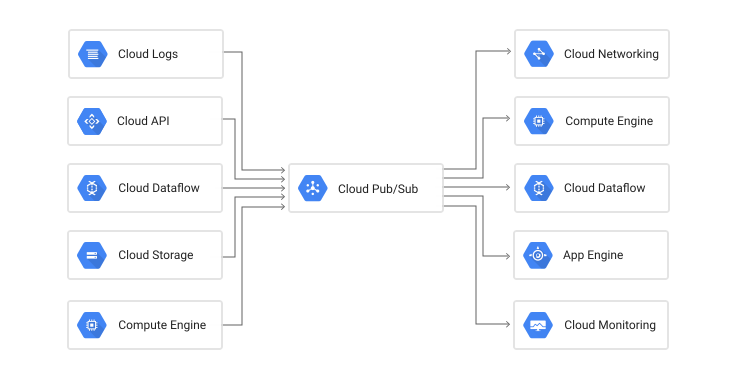 Cloud Logs
Cloud API
Cloud Dataflow
Cloud Storage
Compute Engine
Cloud Pub/Sub
Cloud Networking
Compute Engine
Cloud Dataflow
App Engine
Cloud Monitoring